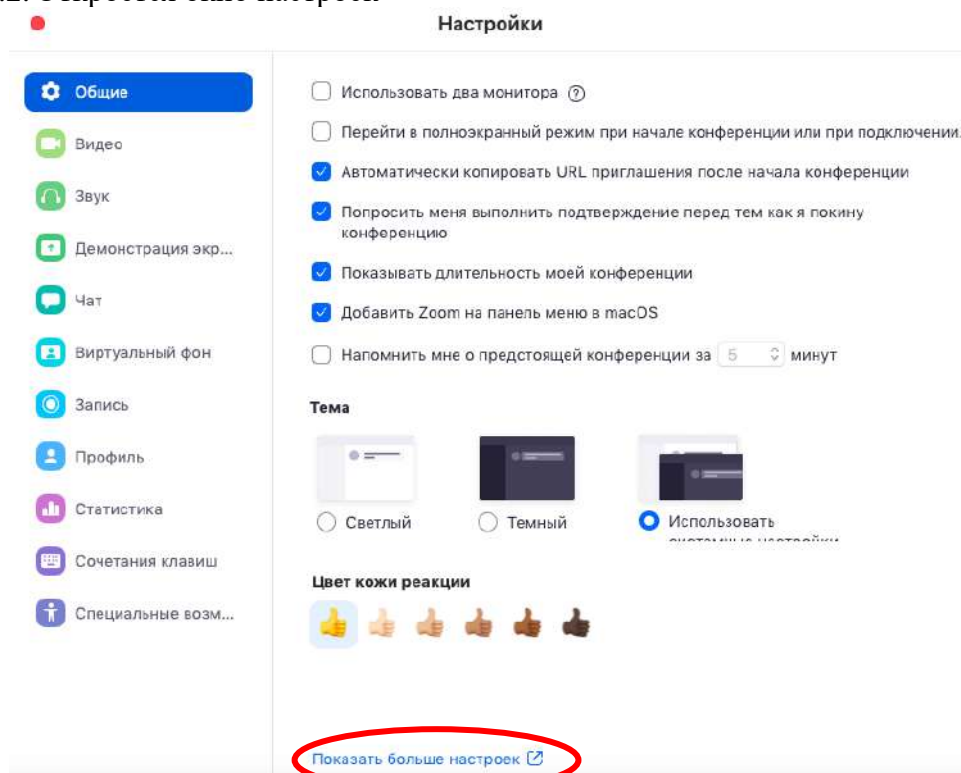 Настройки
Общие
Видео
Звук
Демонстрация экр...
Чат
Виртуальный фон
Запись
Профиль
Статистика
Сочетания клавиш
Специальные возм...
Использовать два монитора ?
Перейти в полноэкранный режим при начале конференции или при подключении.
Автоматически копировать URL приглашения после начала конференции
Попросить меня выполнить подтверждение перед тем как я покину
конференцию
Показывать длительность моей конференции
Добавить Zoom на панель меню в macOS
Напомнить мне о предстоящей конференции за 5 минут
Тема
Светлый
Темный
Использовать
системные настройки
Цвет кожи реакции
Показать больше настроек